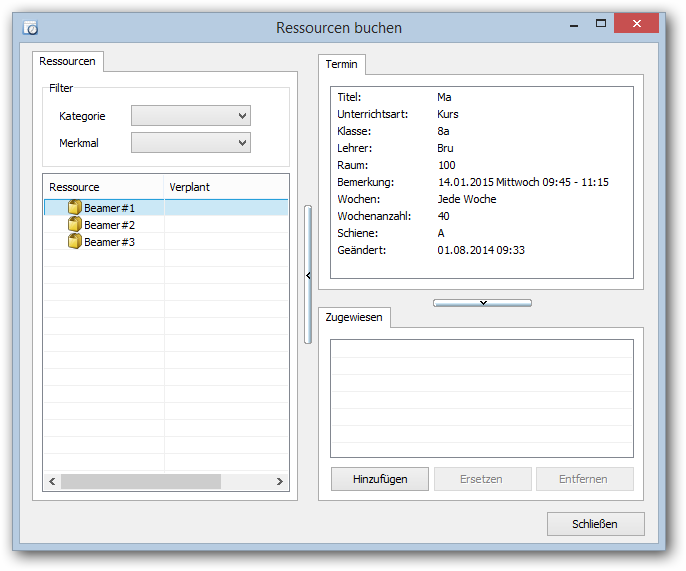 Ressourcen buchen
Ressourcen
Filter
Kategorie
Merkmal
Ressource Verplant
Beamer #1
Beamer #2
Beamer #3
Termin
Titel: Ma
Unterrichtsart: Kurs
Klasse: 8a
Lehrer: Bru
Raum: 100
Bemerkung: 14.01.2015 Mittwoch 09:45 - 11:15
Wochen: Jede Woche
Wochenanzahl: 40
Schiene: A
Geändert: 01.08.2014 09:33
Zugewiesen
Hinzufügen Ersetzen Entfernen
Schließen